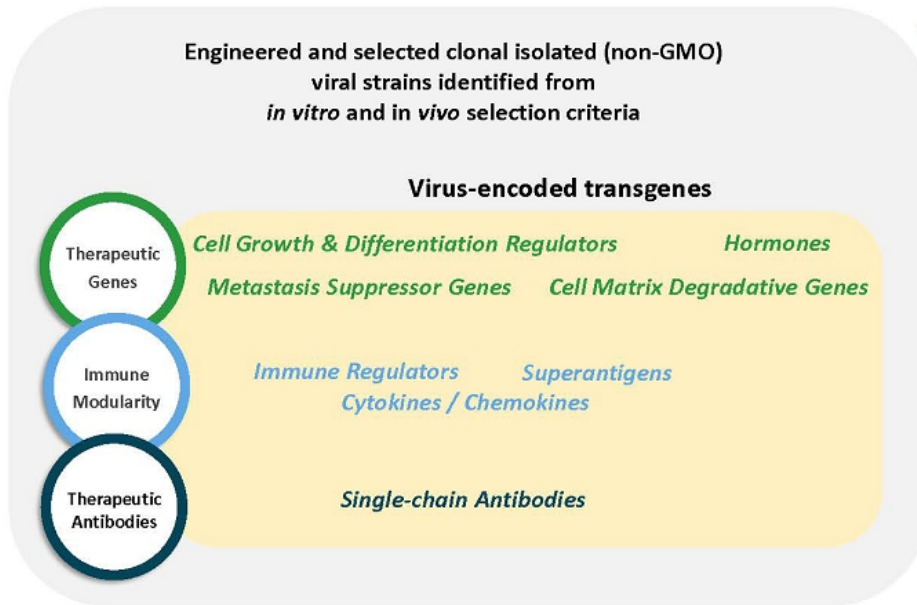 Engineered and selected clonal isolated (non-GMO)
viral strains identified from
in vitro and in vivo selection criteria
Virus-encoded transgenes
Therapeutic
Genes
Cell Growth & Differentiation Regulators
Hormones
Metastasis Suppressor Genes
Cell Matrix Degradative Genes
Immune
Modularity
Immune Regulators
Superantigens
Cytokines / Chemokines
Therapeutic
Antibodies
Single-chain Antibodies